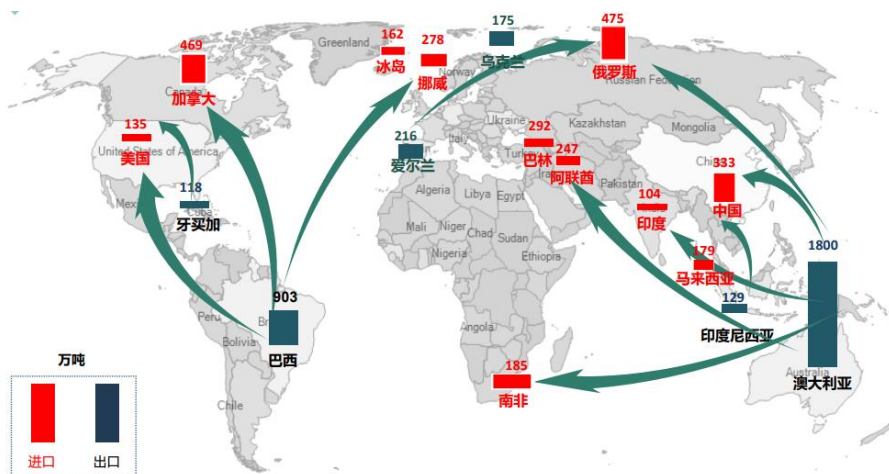 175
475
162
278
469
Greenland
冰岛
挪威
Norway
乌克兰
俄罗斯
Russian Federation
Canada
加拿大
135
United States of America
美国
216
爱尔兰
Italy
Ukraine
Kazakhstan
Mongolia
292
Turkey
巴林
247
阿联酋
Iran
Pakistan
104
印度
333
中国
118
牙买加
Cuba
Algeria
Libya
Egypt
Mali
Niger
Chad
Sudan
Nigeria
Ethiopia
179
马来西亚
129
印度尼西亚
1800
Australia
澳大利亚
903
巴西
Peru
Bolivia
Chile
Angola
185
南非
万吨
进口
出口